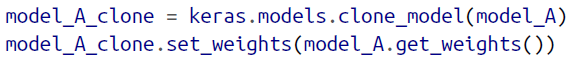 model_A_clone = keras.models.clone_model(model_A)
model_A_clone.set_weights(model_A.get_weights())